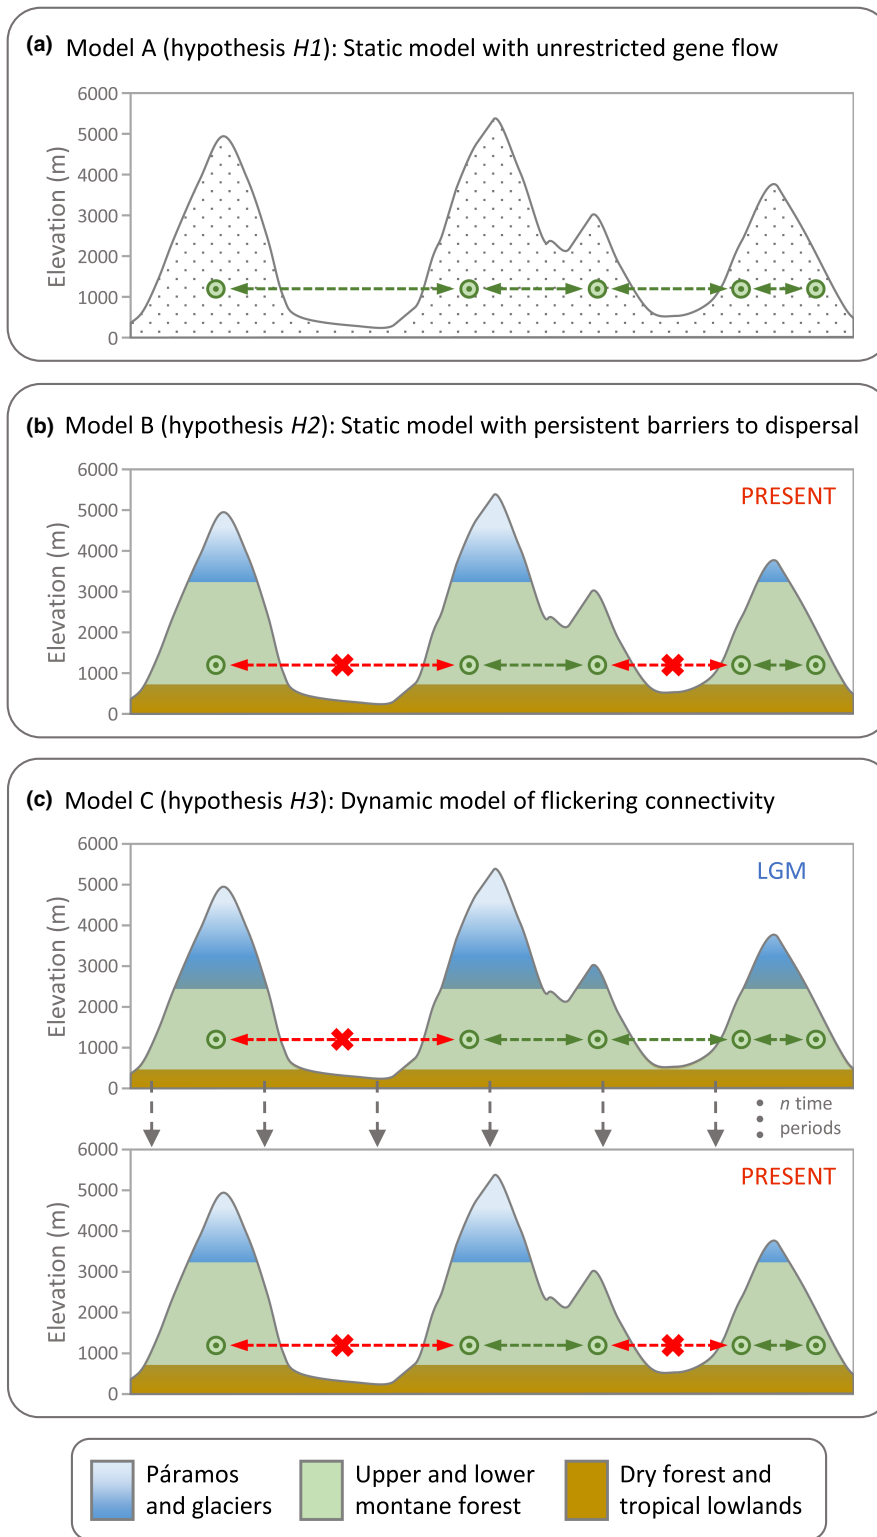 (a) Model A (hypothesis H1): Static model with unrestricted gene flow
Elevation (m)
6000
5000
4000
3000
2000
1000
0
(b) Model B (hypothesis H2): Static model with persistent barriers to dispersal
Elevation (m)
6000
5000
4000
3000
2000
1000
0
PRESENT
(c) Model C (hypothesis H3): Dynamic model of flickering connectivity
Elevation (m)
6000
5000
4000
3000
2000
1000
0
LGM
n time
periods
Elevation (m)
6000
5000
4000
3000
2000
1000
0
PRESENT
Páramos
and glaciers
Upper and lower
montane forest
Dry forest and
tropical lowlands